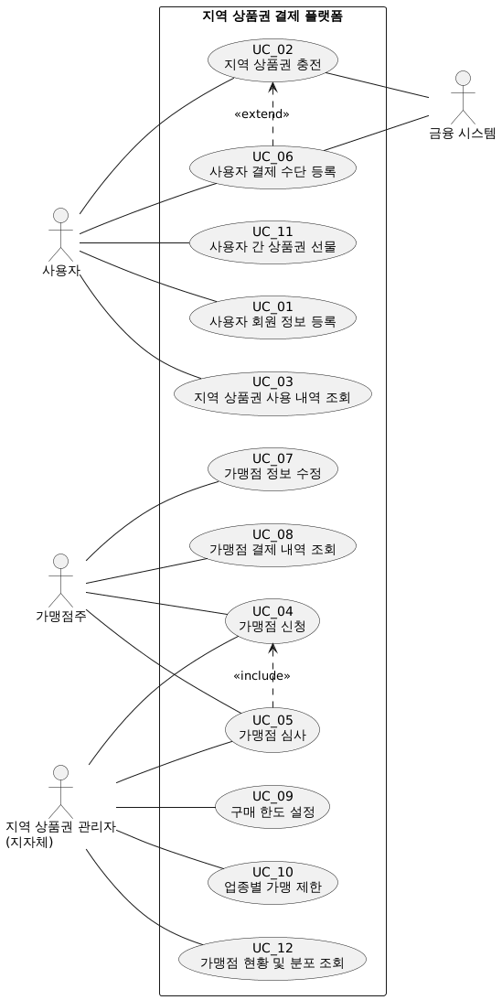 지역 상품권 결제 플랫폼
UC_02
지역 상품권 충전
금융 시스템
«extend»
UC_06
사용자 결제 수단 등록
UC_11
사용자 간 상품권 선물
사용자
UC_01
사용자 회원 정보 등록
UC_03
지역 상품권 사용 내역 조회
UC_07
가맹점 정보 수정
UC_08
가맹점 결제 내역 조회
가맹점주
UC_04
가맹점 신청
«include»
UC_05
가맹점 심사
UC_09
구매 한도 설정
지역 상품권 관리자
(지자체)
UC_10
업종별 가맹 제한
UC_12
가맹점 현황 및 분포 조회